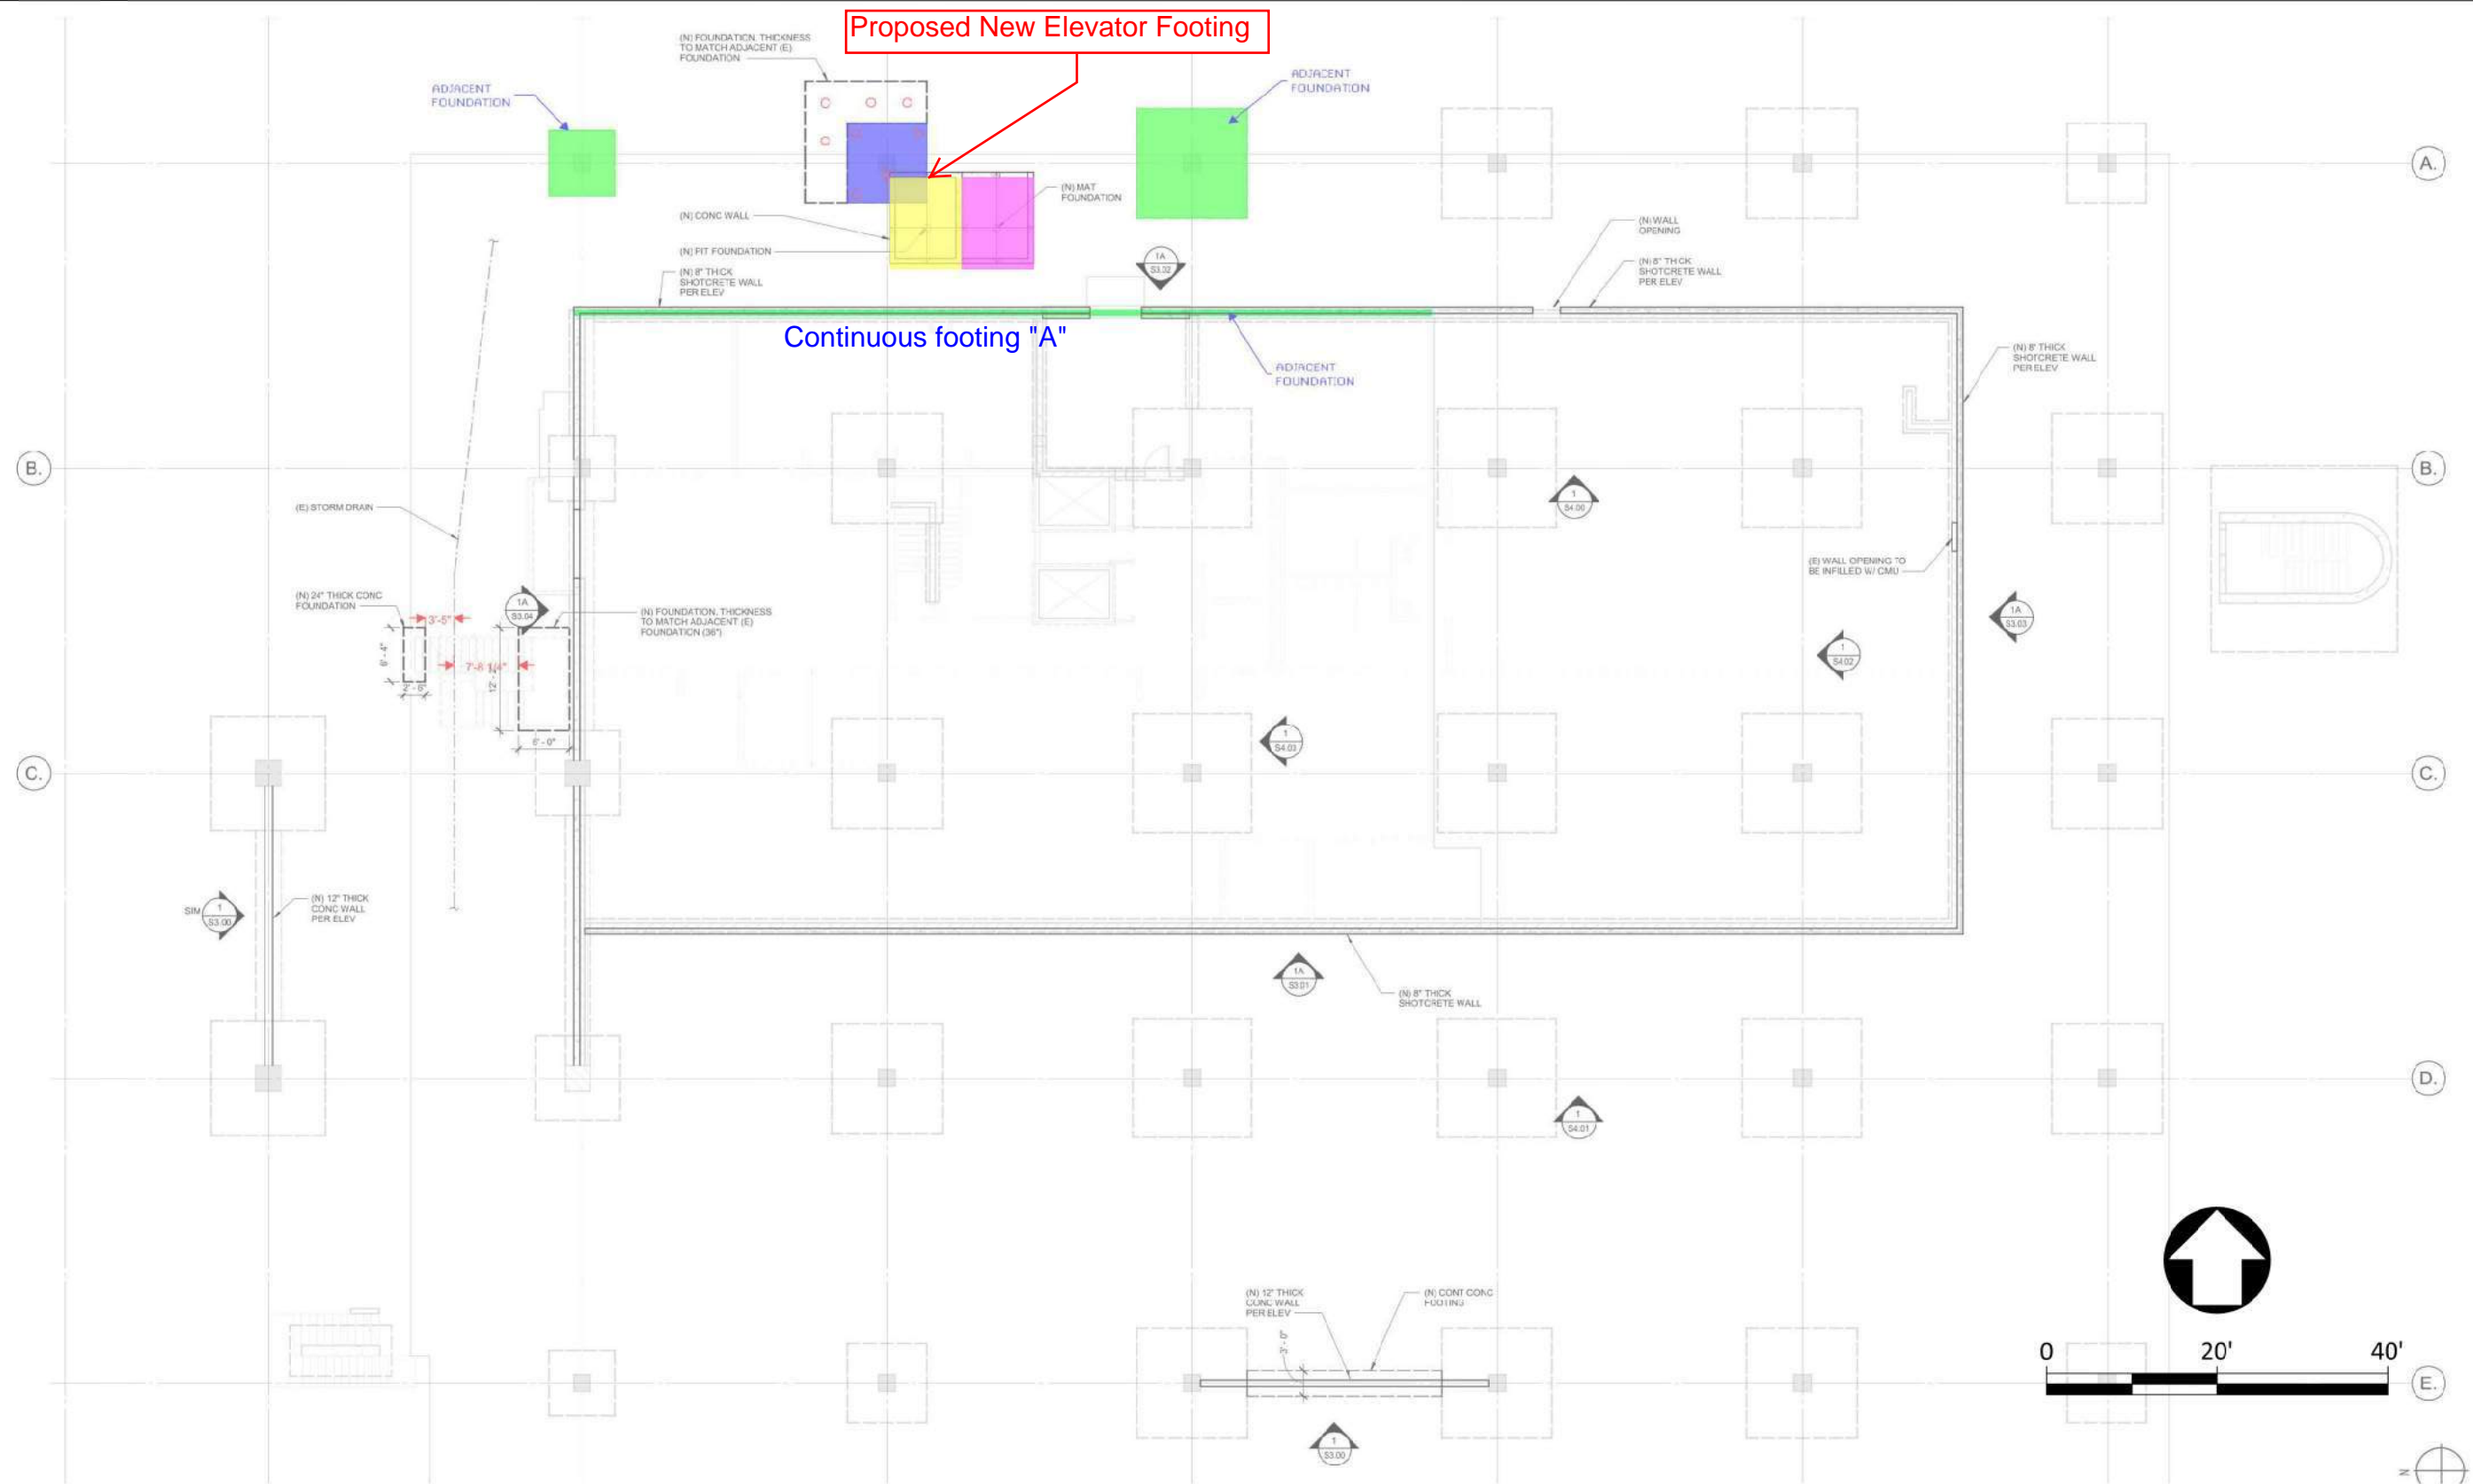 Proposed New Elevator Footing
(N) FOUNDATION, THICKNESS
TO MATCH ADJACENT (E)
FOUNDATION
ADJACENT
FOUNDATION
ADJACENT
FOUNDATION
A.
(N) MAT
FOUNDATION
(N) CONC WALL
(N) PIT FOUNDATION
(N) WALL
OPENING
1A
S3.02
(N) 8" THICK
SHOTCRETE WALL
PER ELEV
(N) 8" THICK
SHOTCRETE WALL
PER ELEV
Continuous footing "A"
ADJACENT
FOUNDATION
(N) 8" THICK
SHOTCRETE WALL
PER ELEV
B.
B.
(E) STORM DRAIN
1
S4.00
(E) WALL OPENING TO
BE INFILLED W/ CMU
(N) 24" THICK CONC
FOUNDATION
3'-5"
1A
S3.04
(N) FOUNDATION, THICKNESS
TO MATCH ADJACENT (E)
FOUNDATION (36")
1A
S3.03
6' - 4"
7'-8 1/4"
1
S4.02
6' - 0"
1
S4.03
C.
C.
(N) 12" THICK
CONC WALL
PER ELEV
SIM
1
S3.00
1A
S3.01
(N) 8" THICK
SHOTCRETE WALL
D.
1
S4.01
(N) 12" THICK
CONC WALL
PER ELEV
(N) CONT CONC
FOOTING
3' - 0"
0 20' 40'
E.
1
S3.00
N